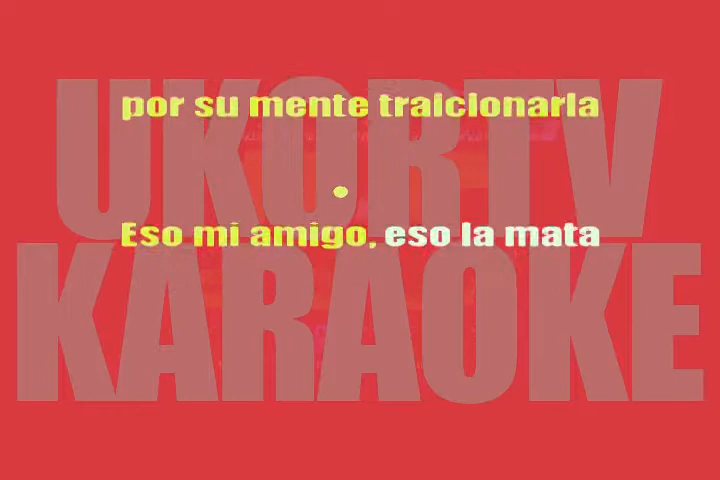 UKORTV
KARAOKE
por su mente traicionarla
.
Eso mi amigo, eso la mata